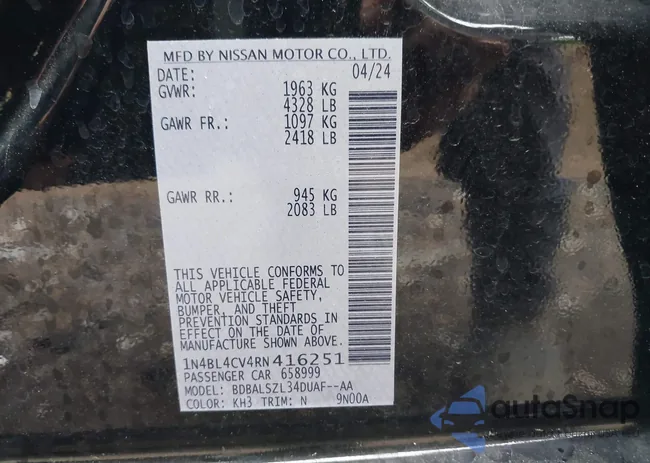 MFD BY NISSAN MOTOR CO., LTD.
DATE: 04/24
GVWR: 1963 KG
4328 LB
GAWR FR.: 1097 KG
2418 LB
GAWR RR.: 945 KG
2083 LB
THIS VEHICLE CONFORMS TO
ALL APPLICABLE FEDERAL
MOTOR VEHICLE SAFETY,
BUMPER, AND THEFT
PREVENTION STANDARDS IN
EFFECT ON THE DATE OF
MANUFACTURE SHOWN ABOVE.
1N4BL4CV4RN416251
PASSENGER CAR 658999
MODEL: BDBALSZL34DUAF--AA
COLOR: KH3 TRIM: N 9N00A
autoSnap